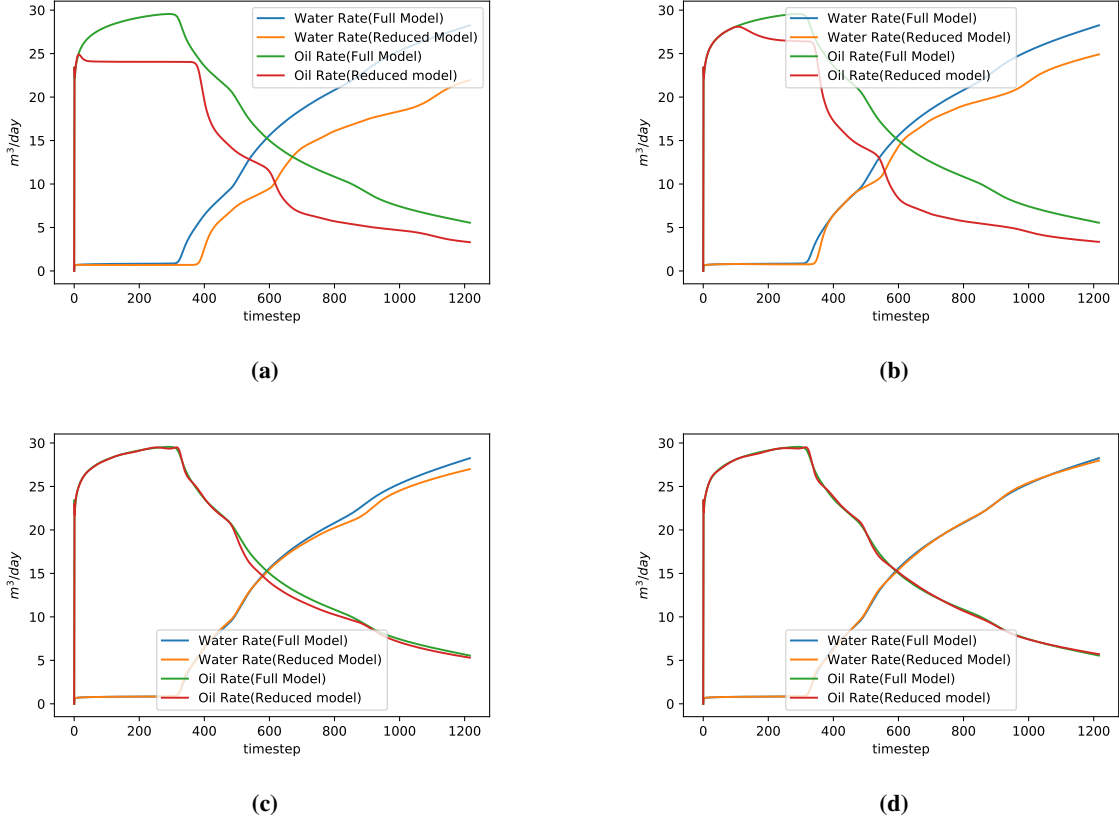 30
25
20
15
10
5
0
m³/day
Water Rate(Full Model)
Water Rate(Reduced Model)
Oil Rate(Full Model)
Oil Rate(Reduced model)
0 200 400 600 800 1000 1200
timestep
(a)
30
25
20
15
10
5
0
m³/day
Water Rate(Full Model)
Water Rate(Reduced Model)
Oil Rate(Full Model)
Oil Rate(Reduced model)
0 200 400 600 800 1000 1200
timestep
(b)
30
25
20
15
10
5
0
m³/day
Water Rate(Full Model)
Water Rate(Reduced Model)
Oil Rate(Full Model)
Oil Rate(Reduced model)
0 200 400 600 800 1000 1200
timestep
(c)
30
25
20
15
10
5
0
m³/day
Water Rate(Full Model)
Water Rate(Reduced Model)
Oil Rate(Full Model)
Oil Rate(Reduced model)
0 200 400 600 800 1000 1200
timestep
(d)